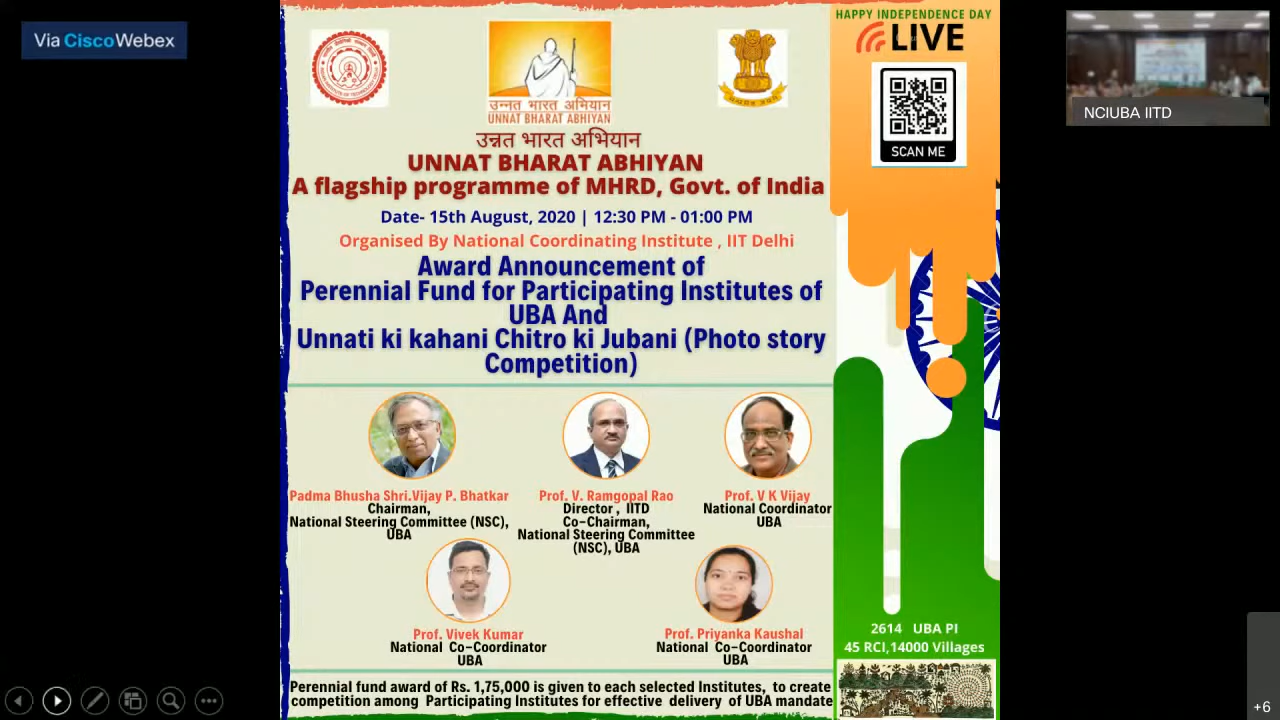 Via Cisco Webex
HAPPY INDEPENDENCE DAY
LIVE
SCAN ME
NCIUBA IITD
उन्नत भारत अभियान
UNNAT BHARAT ABHIYAN
उन्नत भारत अभियान
UNNAT BHARAT ABHIYAN
A flagship programme of MHRD, Govt. of India
Date- 15th August, 2020 | 12:30 PM - 01:00 PM
Organised By National Coordinating Institute , IIT Delhi
Award Announcement of
Perennial Fund for Participating Institutes of
UBA And
Unnati ki kahani Chitro ki Jubani (Photo story
Competition)
Padma Bhusha Shri.Vijay P. Bhatkar
Chairman,
National Steering Committee (NSC),
UBA
Prof. V. Ramgopal Rao
Director , IITD
Co-Chairman,
National Steering Committee
(NSC), UBA
Prof. V K Vijay
National Coordinator
UBA
Prof. Vivek Kumar
National Co-Coordinator
UBA
Prof. Priyanka Kaushal
National Co-Coordinator
UBA
2614 UBA PI
45 RCI,14000 Villages
Perennial fund award of Rs. 1,75,000 is given to each selected Institutes, to create
competition among Participating Institutes for effective delivery of UBA mandate
+6